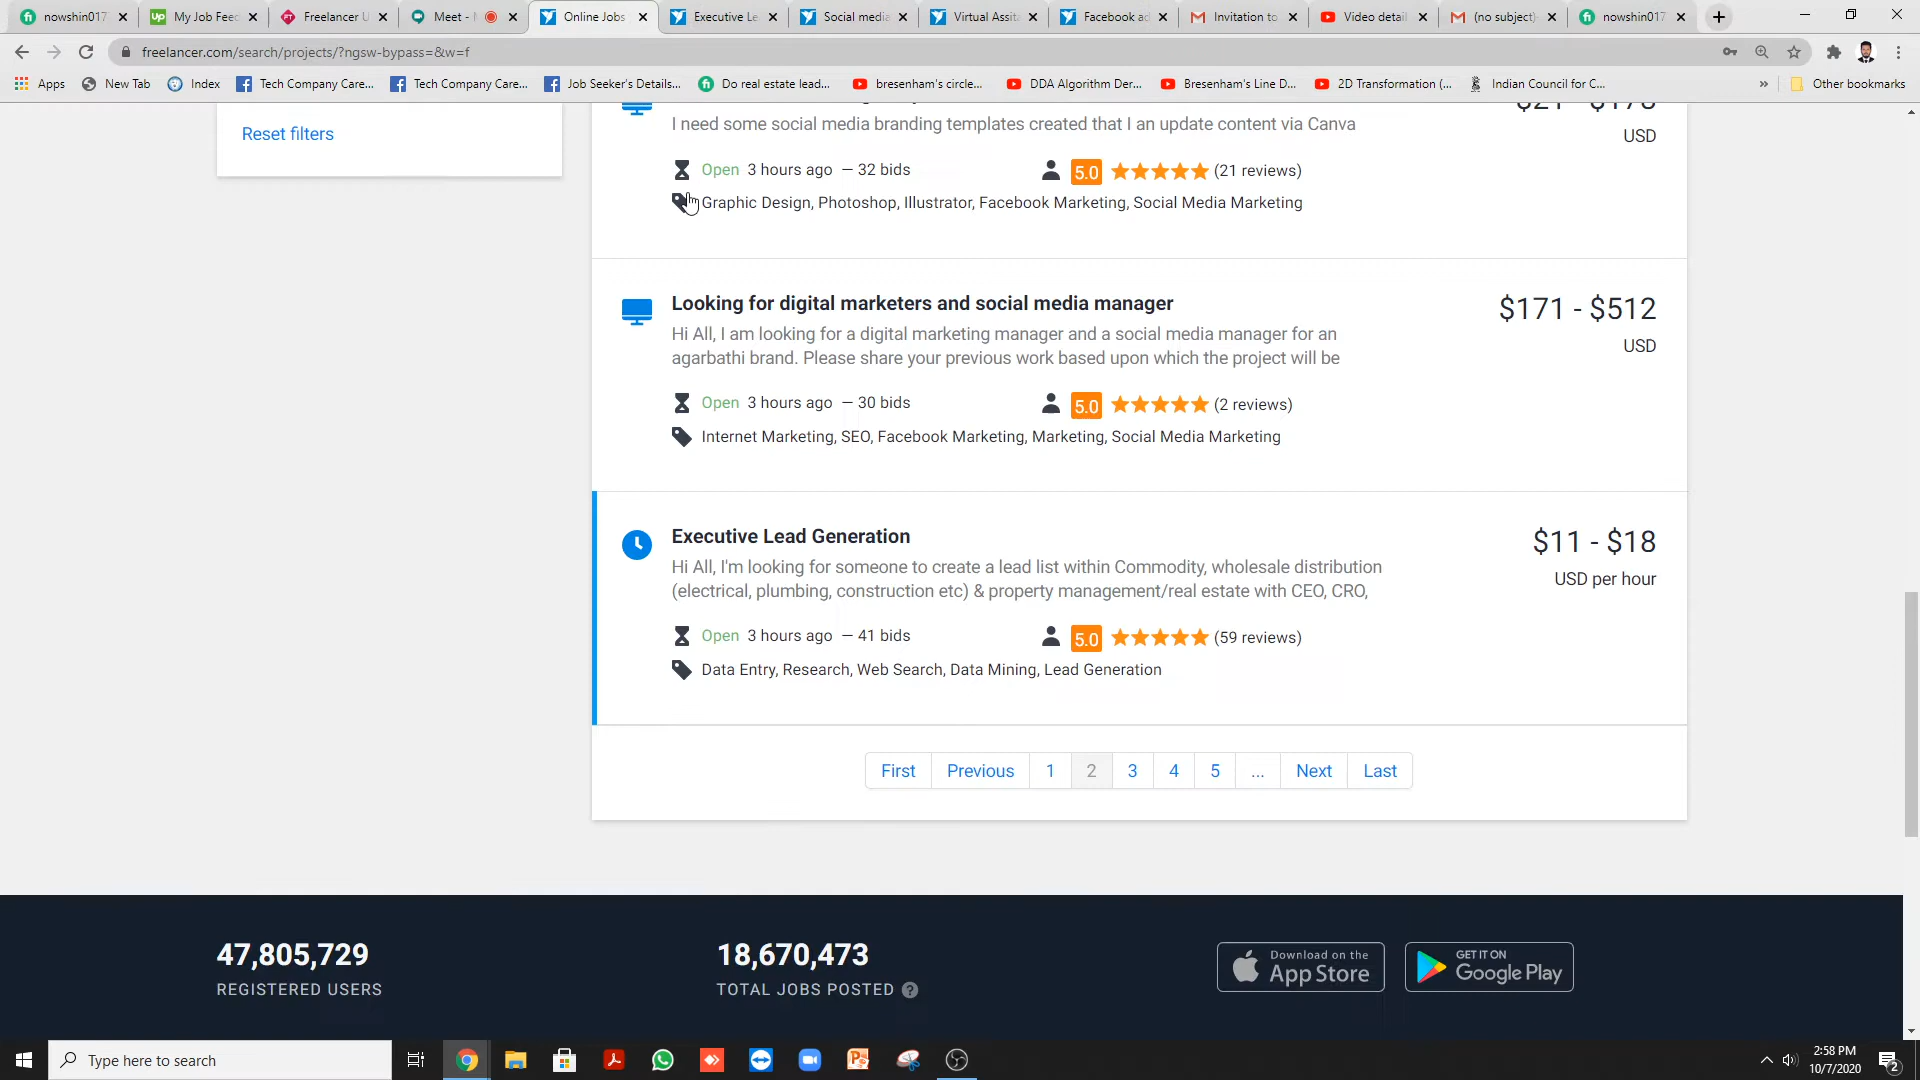 nowshin017
My Job Feed
Freelancer U
Meet -
Online Jobs
Executive Le
Social media
Virtual Assit
Facebook ad
Invitation to
Video detail
(no subject)
nowshin017
freelancer.com/search/projects/?ngsw-bypass=&w=f
Apps
New Tab
Index
Tech Company Care...
Tech Company Care...
Job Seeker's Details...
Do real estate lead...
bresenham's circle...
DDA Algorithm Der...
Bresenham's Line D...
2D Transformation (...
Indian Council for C...
»
Other bookmarks
Reset filters
USD
I need some social media branding templates created that I an update content via Canva
Open 3 hours ago – 32 bids
5.0 (21 reviews)
Graphic Design, Photoshop, Illustrator, Facebook Marketing, Social Media Marketing
Looking for digital marketers and social media manager
$171 - $512
USD
Hi All, I am looking for a digital marketing manager and a social media manager for an
agarbathi brand. Please share your previous work based upon which the project will be
Open 3 hours ago – 30 bids
5.0 (2 reviews)
Internet Marketing, SEO, Facebook Marketing, Marketing, Social Media Marketing
Executive Lead Generation
$11 - $18
USD per hour
Hi All, I'm looking for someone to create a lead list within Commodity, wholesale distribution
(electrical, plumbing, construction etc) & property management/real estate with CEO, CRO,
Open 3 hours ago – 41 bids
5.0 (59 reviews)
Data Entry, Research, Web Search, Data Mining, Lead Generation
First Previous 1 2 3 4 5 ... Next Last
47,805,729
REGISTERED USERS
18,670,473
TOTAL JOBS POSTED ?
Download on the
App Store
GET IT ON
Google Play
Type here to search
2:58 PM
10/7/2020
2